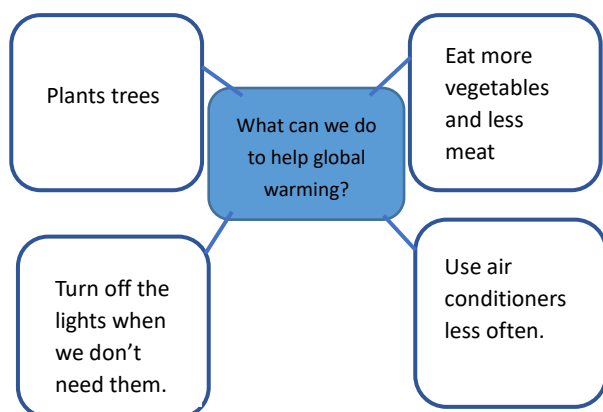 Plants trees
Eat more
vegetables
and less
meat
What can we do
to help global
warming?
Turn off the
lights when
we don’t
need them.
Use air
conditioners
less often.